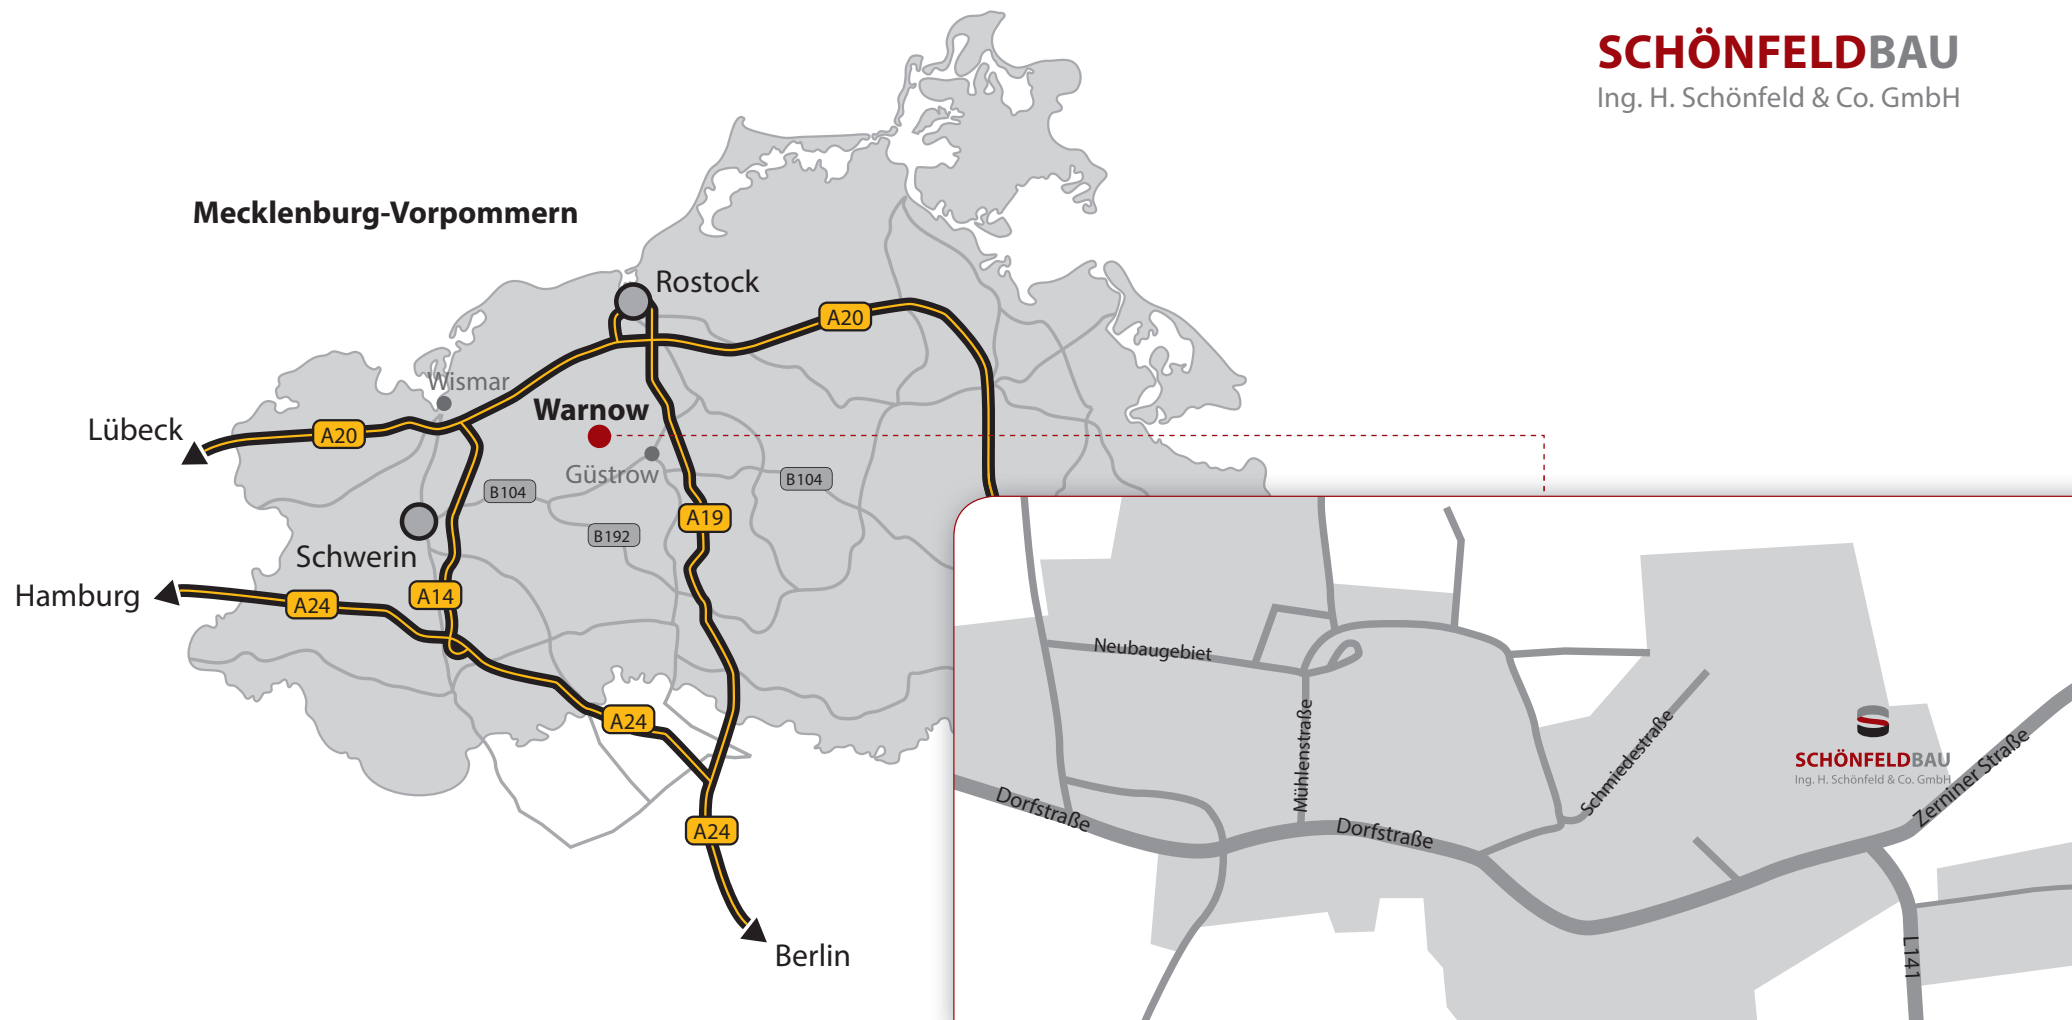 SCHÖNFELDBAU
Ing. H. Schönfeld & Co. GmbH
Mecklenburg-Vorpommern
Rostock
A20
Wismar
Warnow
Lübeck
A20
Güstrow
B104
B104
A19
B192
Schwerin
Hamburg
A24
A14
A24
A24
Berlin
Neubaugebiet
Mühlenstraße
Schmiedestraße
SCHÖNFELDBAU
Ing. H. Schönfeld & Co. GmbH
Zerniner Straße
Dorfstraße
Dorfstraße
L141